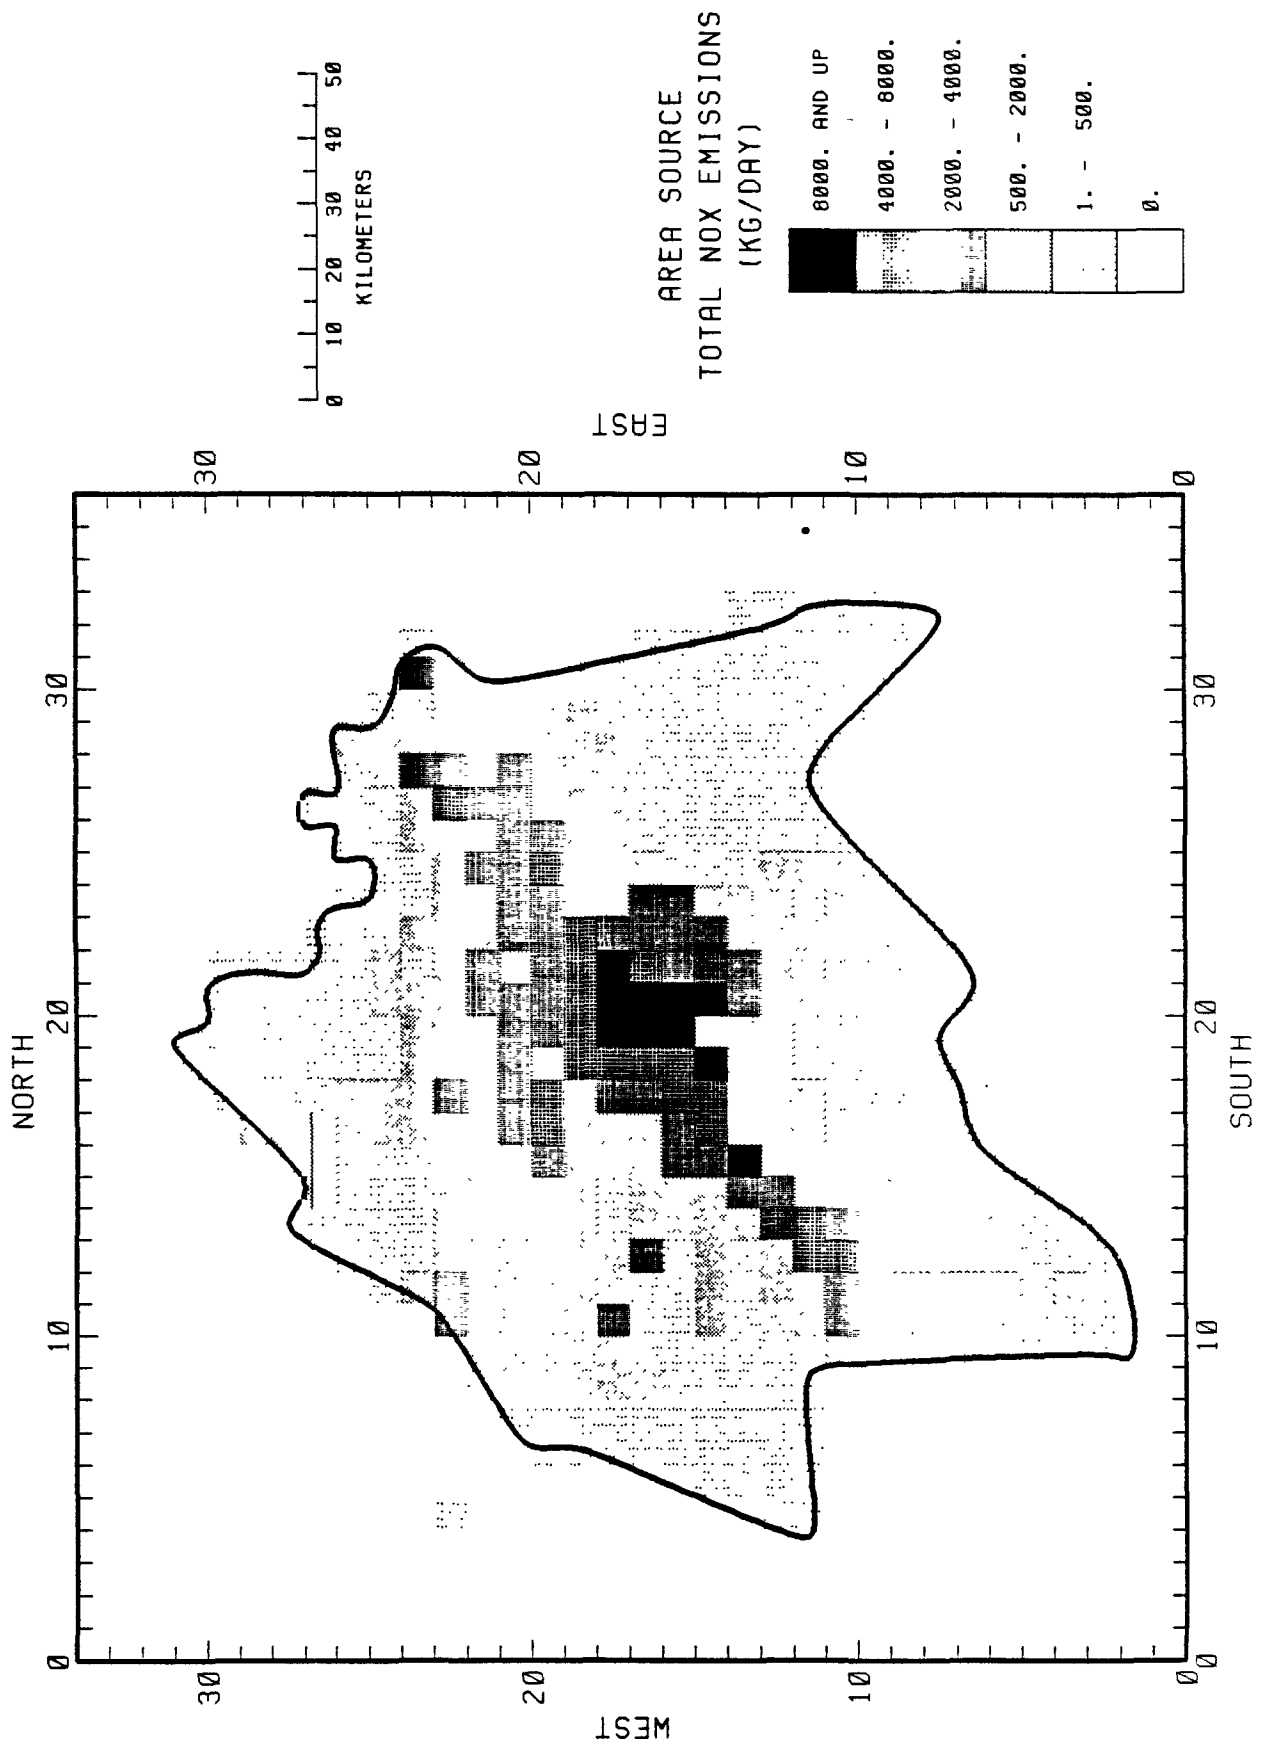 NORTH
0 10 20 30
30 30
20 20
10 10
0 0
WEST
EAST
0 10 20 30
SOUTH
0 10 20 30 40 50
KILOMETERS
AREA SOURCE
TOTAL NOX EMISSIONS
(KG/DAY)
8000. AND UP
4000. - 8000.
2000. - 4000.
500. - 2000.
1. - 500.
0.